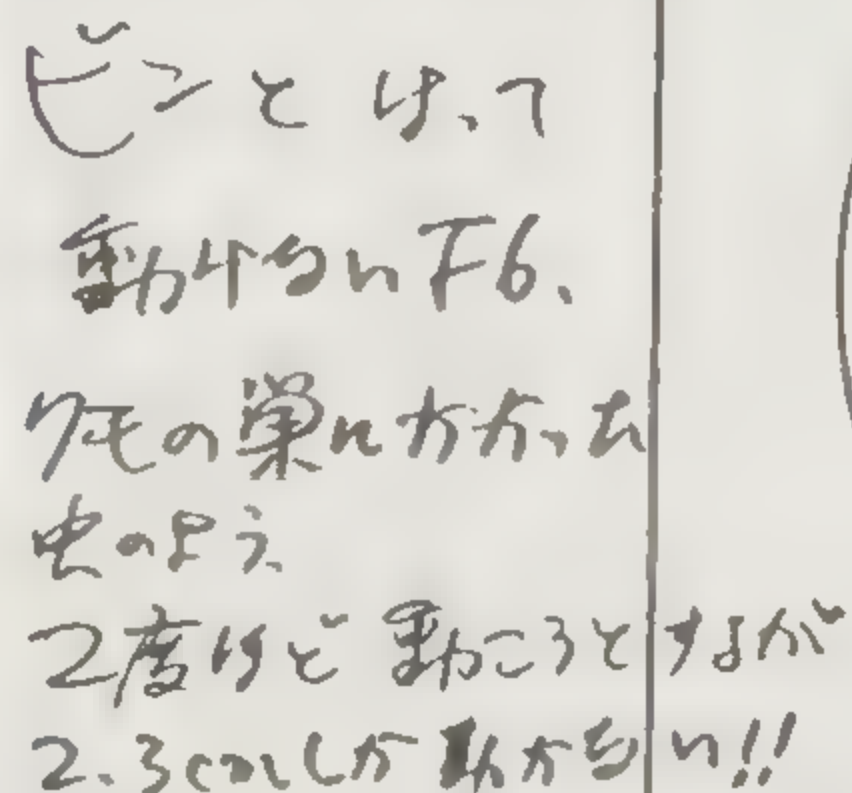 ピンとはって
動けないF6、
クモの巣にかかった
虫のよう、
2度ほど動こうとするが
2.3cmしか動かない!!